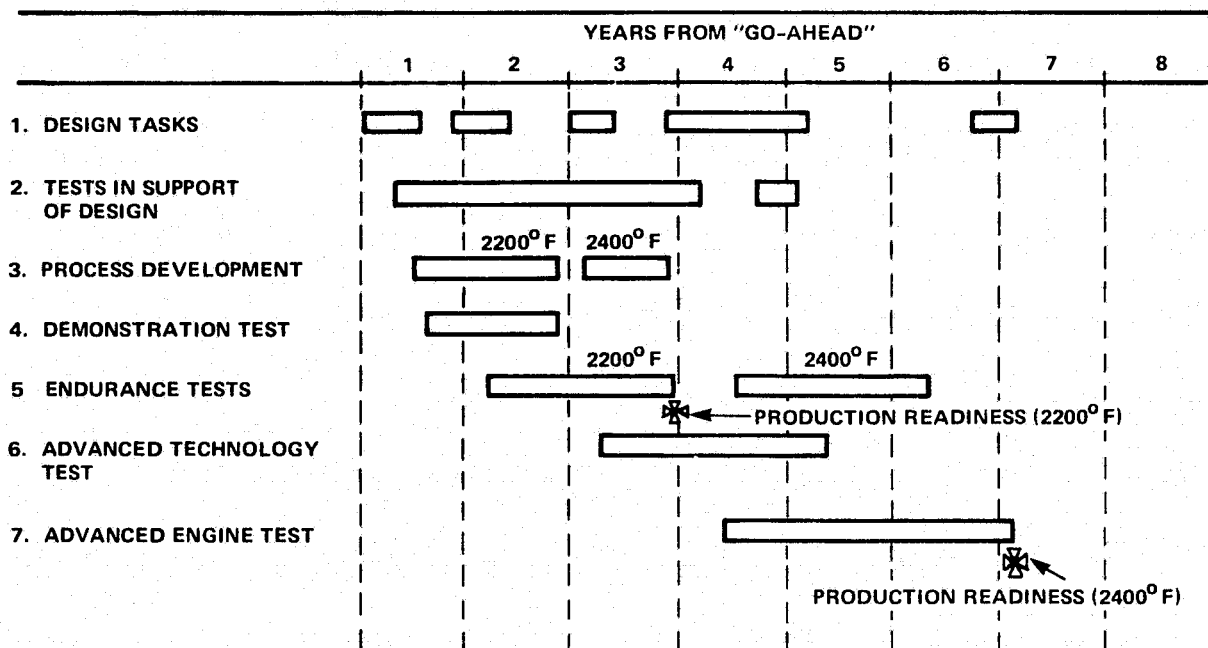 YEARS FROM "GO-AHEAD"
1 2 3 4 5 6 7 8
1. DESIGN TASKS
2. TESTS IN SUPPORT
OF DESIGN
2200° F 2400° F
3. PROCESS DEVELOPMENT
4. DEMONSTRATION TEST
2200° F 2400° F
5 ENDURANCE TESTS
PRODUCTION READINESS (2200° F)
6. ADVANCED TECHNOLOGY
TEST
7. ADVANCED ENGINE TEST
PRODUCTION READINESS (2400° F)